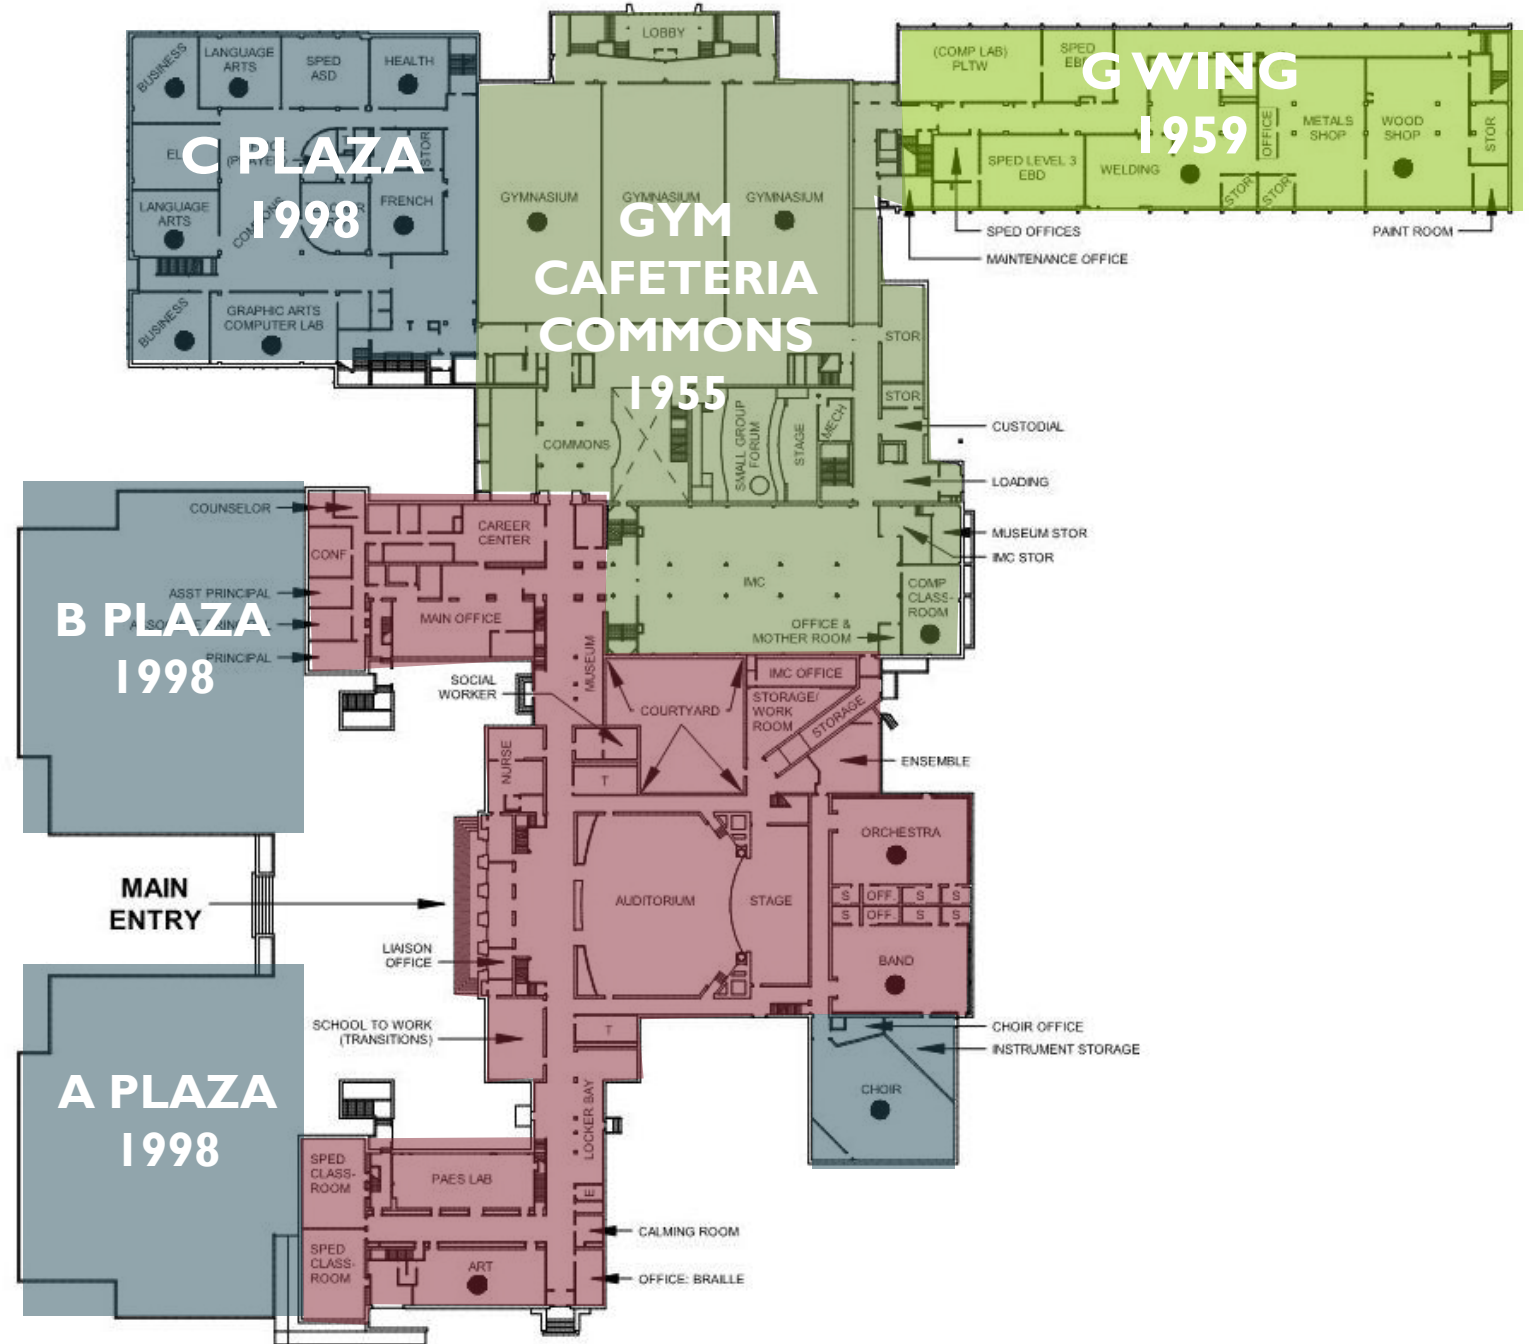 LOBBY
BUSINESS
LANGUAGE
ARTS
SPED
ASD
HEALTH
(COMP LAB)
PLTW
SPED
G WING
1959
C PLAZA
1998
STOR
LANGUAGE
ARTS
COMMONS
FRENCH
BUSINESS
GRAPHIC ARTS
COMPUTER LAB
GYMNASIUM
GYMNASIUM
GYMNASIUM
GYM
CAFETERIA
COMMONS
1955
SPED LEVEL 3
EBD
WELDING
OFFICE
METALS
SHOP
WOOD
SHOP
STOR
STOR
STOR
SPED OFFICES
MAINTENANCE OFFICE
PAINT ROOM
STOR
STOR
COMMONS
SMALL GROUP
FORUM
STAGE
MECH
CUSTODIAL
LOADING
MUSEUM STOR
IMC STOR
COUNSELOR
CONF
ASST PRINCIPAL
PRINCIPAL
B PLAZA
1998
CAREER
CENTER
MAIN OFFICE
IMC
COMP
CLASS-
ROOM
OFFICE &
MOTHER ROOM
MUSEUM
SOCIAL
WORKER
COURTYARD
IMC OFFICE
STORAGE/
WORK
ROOM
STORAGE
ENSEMBLE
NURSE
T
ORCHESTRA
S
OFF.
S
S
S
OFF.
S
S
AUDITORIUM
STAGE
BAND
MAIN
ENTRY
LIAISON
OFFICE
SCHOOL TO WORK
(TRANSITIONS)
T
CHOIR OFFICE
INSTRUMENT STORAGE
CHOIR
A PLAZA
1998
LOCKER BAY
SPED
CLASS-
ROOM
PAES LAB
E
CALMING ROOM
SPED
CLASS-
ROOM
ART
OFFICE: BRAILLE